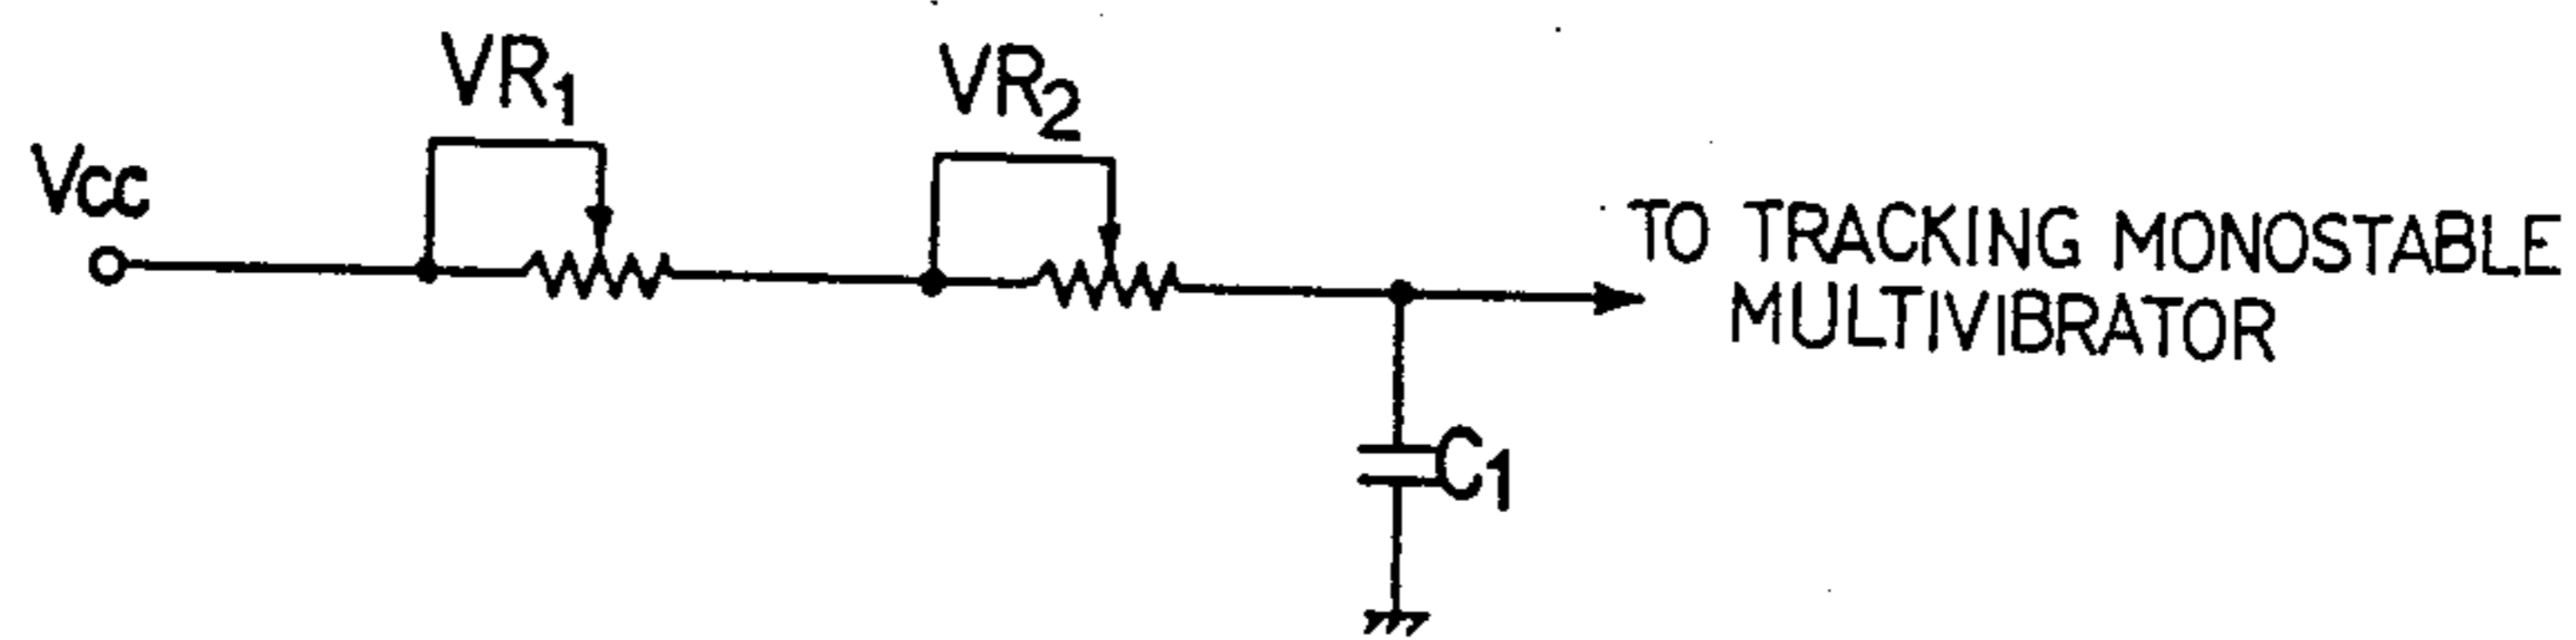 VR1
VR2
Vcc
TO TRACKING MONOSTABLE
MULTIVIBRATOR
C1